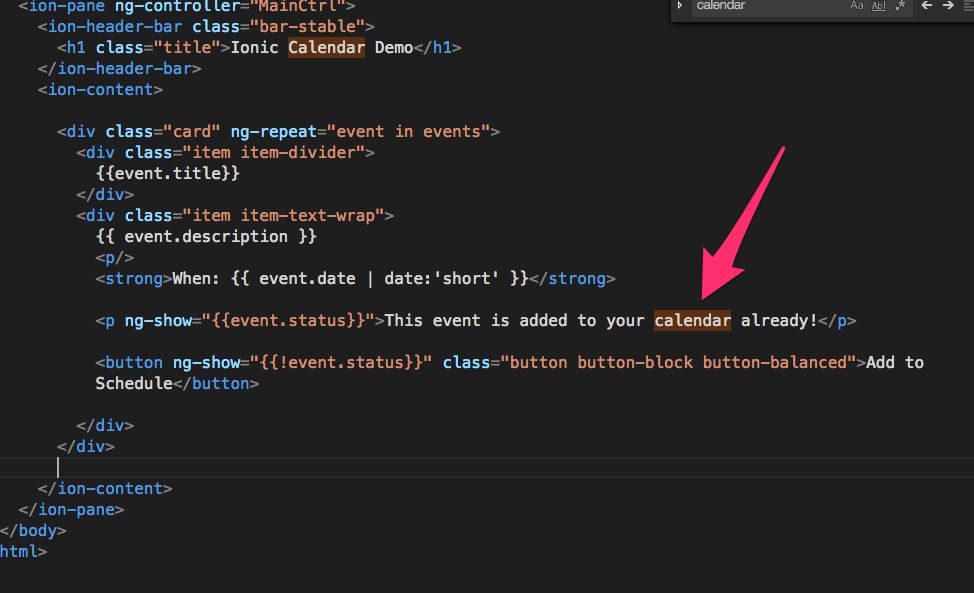 <ion-pane ng-controller="MainCtrl">
calendar
Aa Abl .*
<ion-header-bar class="bar-stable">
<h1 class="title">Ionic Calendar Demo</h1>
</ion-header-bar>
<ion-content>
<div class="card" ng-repeat="event in events">
<div class="item item-divider">
{{event.title}}
</div>
<div class="item item-text-wrap">
{{ event.description }}
<p/>
<strong>When: {{ event.date | date:'short' }}</strong>
<p ng-show="{{event.status}}">This event is added to your calendar already!</p>
<button ng-show="{{!event.status}}" class="button button-block button-balanced">Add to
Schedule</button>
</div>
</div>
</ion-content>
</ion-pane>
</body>
html>